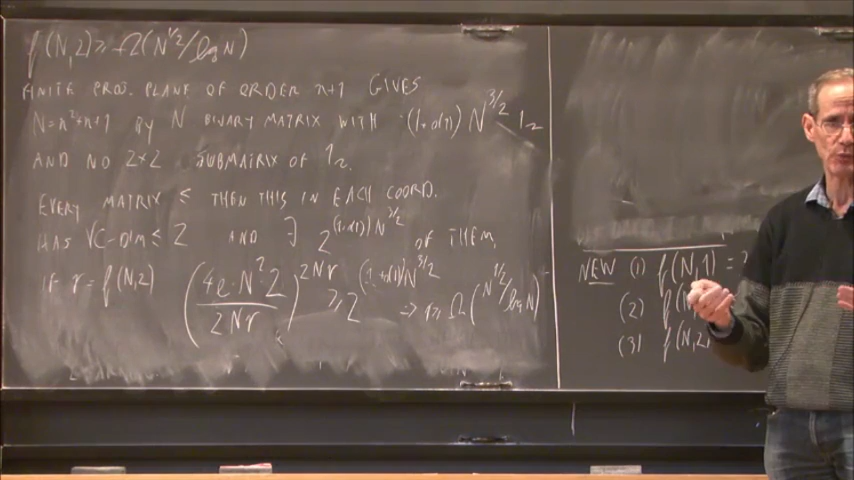 f(N,2) ≥ Ω(N^{1/2}/log N)
FINITE PROJ. PLANE OF ORDER n+1 GIVES
N=n²+n+1 BY N BINARY MATRIX WITH (1+o(1)) N^{3/2} 1's
AND NO 2×2 SUBMATRIX OF 1's.
EVERY MATRIX ≤ THEN THIS IN EACH COORD.
HAS VC-DIM ≤ 2 AND ∃ 2^{(1+o(1))N^{3/2}} OF THEM,
IF r = f(N,2) (4e·N²·2 / 2Nr)^{2Nr} ≥ 2^{(1+o(1))N^{3/2}} ⇒ r ≥ Ω(N^{1/2}/log N)
NEW (1) f(N,1) =
(2) f(N
(3) f(N,2)